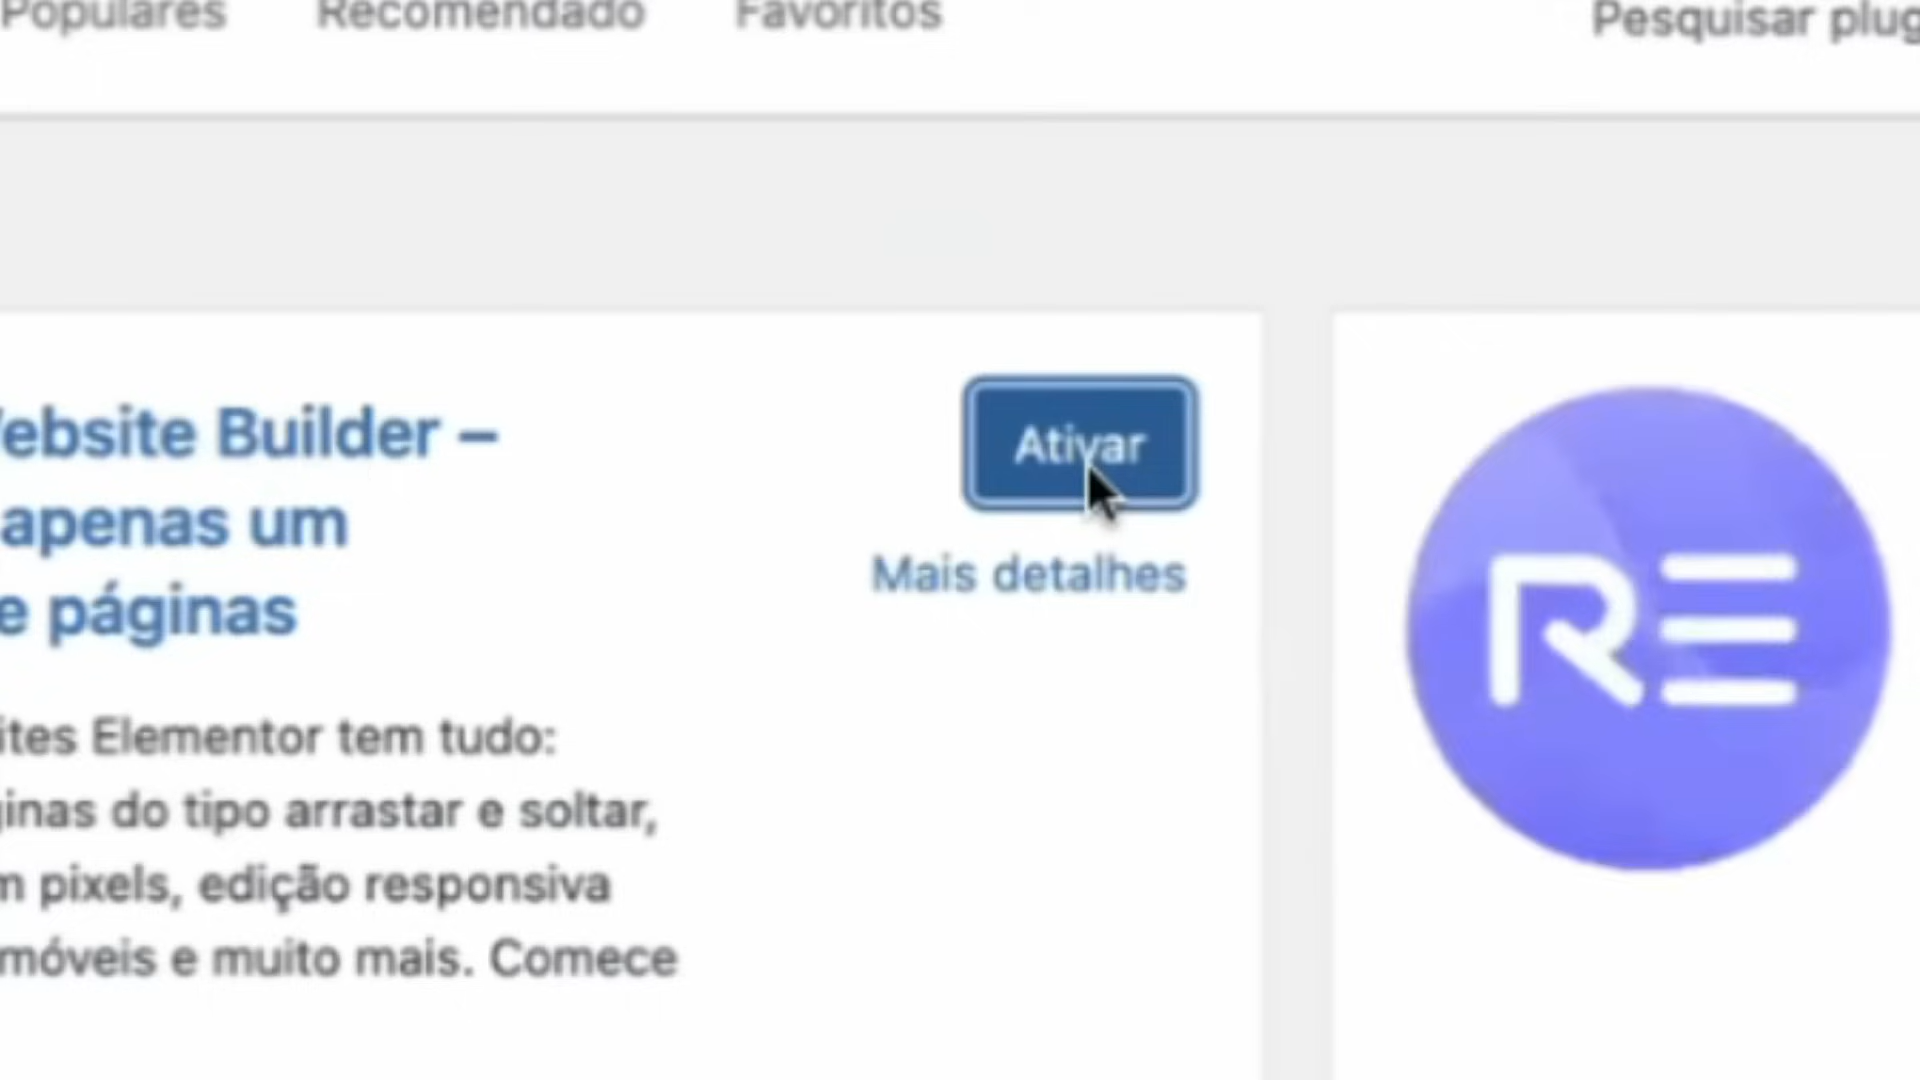 Populares Recomendado Favoritos Pesquisar plug
ebsite Builder –
apenas um
e páginas
Ativar
Mais detalhes
RE
ites Elementor tem tudo:
ginas do tipo arrastar e soltar,
m pixels, edição responsiva
móveis e muito mais. Comece